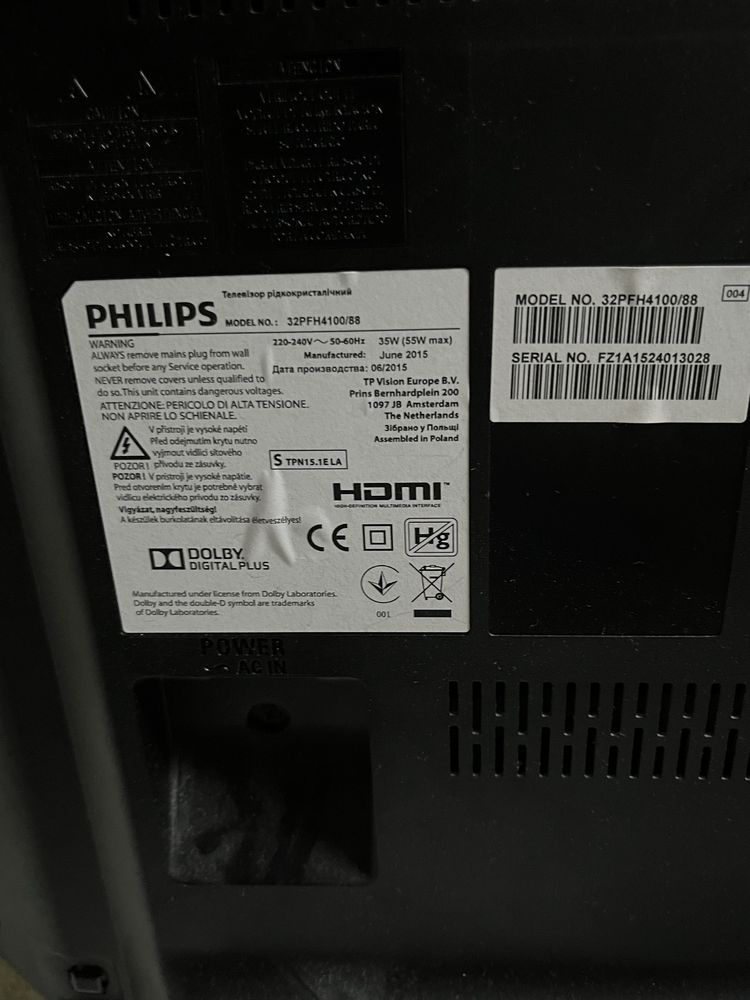 CAUTION
ATENCION
Телевізор рідкокристалічний
PHILIPS MODEL NO.: 32PFH4100/88
WARNING
ALWAYS remove mains plug from wall
socket before any Service operation.
NEVER remove covers unless qualified to
do so. This unit contains dangerous voltages.
ATTENZIONE: PERICOLO DI ALTA TENSIONE.
NON APRIRE LO SCHIENALE.
V přístroji je vysoké napětí
Před odejmutím krytu nutno
vyjmout vidlici síťového
POZOR! přívodu ze zásuvky.
POZOR! V prístroji je vysoké napätie.
Pred otvorením krytu je potrebné vybrat
vidlicu elektrického prívodu zo zásuvky.
Vigyázat, nagyfeszültség!
A készülék burkolatának eltávolítása életveszélyes!
220-240V ~ 50-60Hz 35W (55W max)
Manufactured: June 2015
Дата производства: 06/2015
TP Vision Europe B.V.
Prins Bernhardplein 200
1097 JB Amsterdam
The Netherlands
Зібрано у Польщі
Assembled in Poland
S TPN15.1E LA
HDMI™
HIGH-DEFINITION MULTIMEDIA INTERFACE
CE
Hg
DOLBY.
DIGITAL PLUS
Manufactured under license from Dolby Laboratories.
Dolby and the double-D symbol are trademarks
of Dolby Laboratories.
001
MODEL NO. 32PFH4100/88
004
SERIAL NO. FZ1A1524013028
POWER
~ AC IN